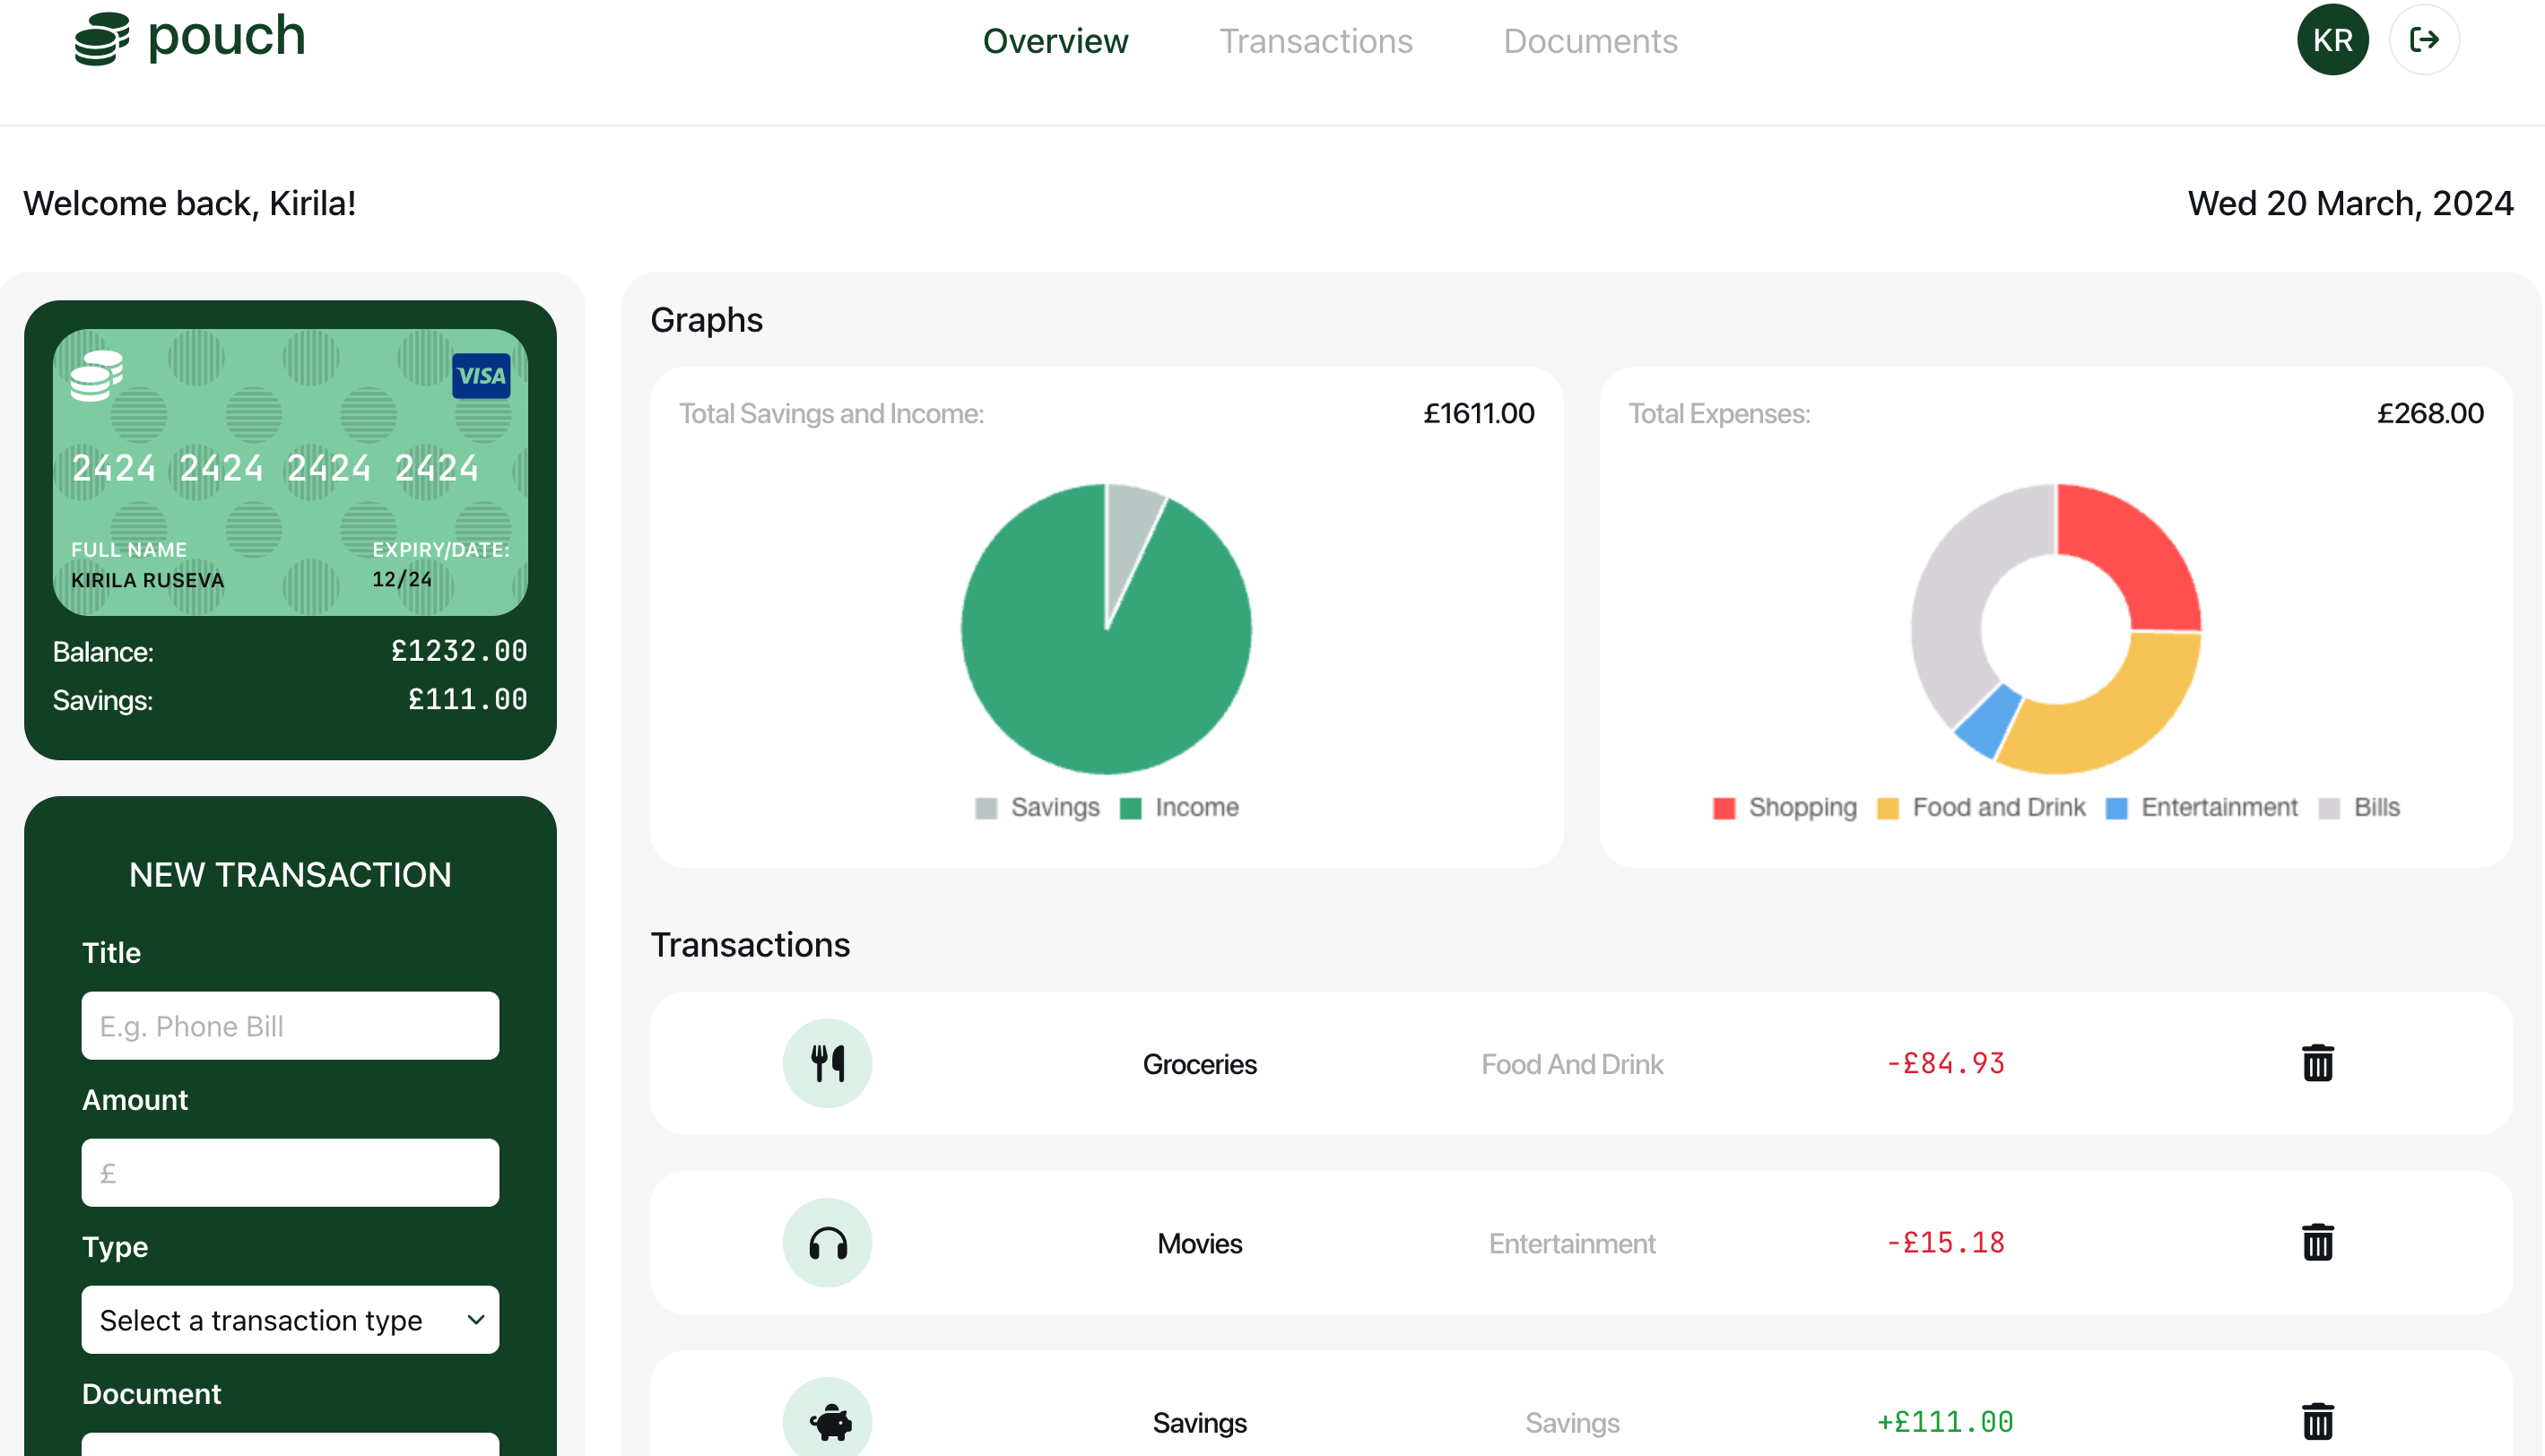 pouch
Overview Transactions Documents
KR
Welcome back, Kirila!
Wed 20 March, 2024
VISA
2424 2424 2424 2424
FULL NAME EXPIRY/DATE:
KIRILA RUSEVA 12/24
Balance: £1232.00
Savings: £111.00
NEW TRANSACTION
Title
E.g. Phone Bill
Amount
£
Type
Select a transaction type
Document
Graphs
Total Savings and Income: £1611.00
Savings Income
Total Expenses: £268.00
Shopping Food and Drink Entertainment Bills
Transactions
Groceries Food And Drink -£84.93
Movies Entertainment -£15.18
Savings Savings +£111.00